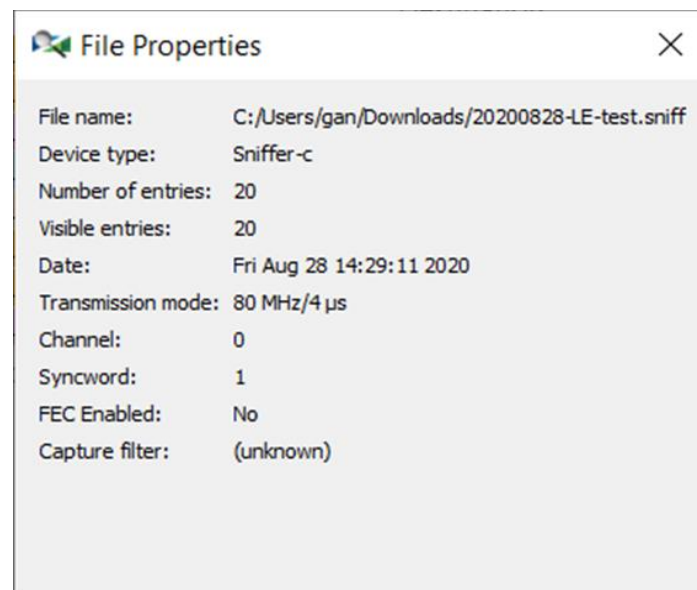 File Properties
File name: C:/Users/gan/Downloads/20200828-LE-test.sniff
Device type: Sniffer-c
Number of entries: 20
Visible entries: 20
Date: Fri Aug 28 14:29:11 2020
Transmission mode: 80 MHz/4 µs
Channel: 0
Syncword: 1
FEC Enabled: No
Capture filter: (unknown)